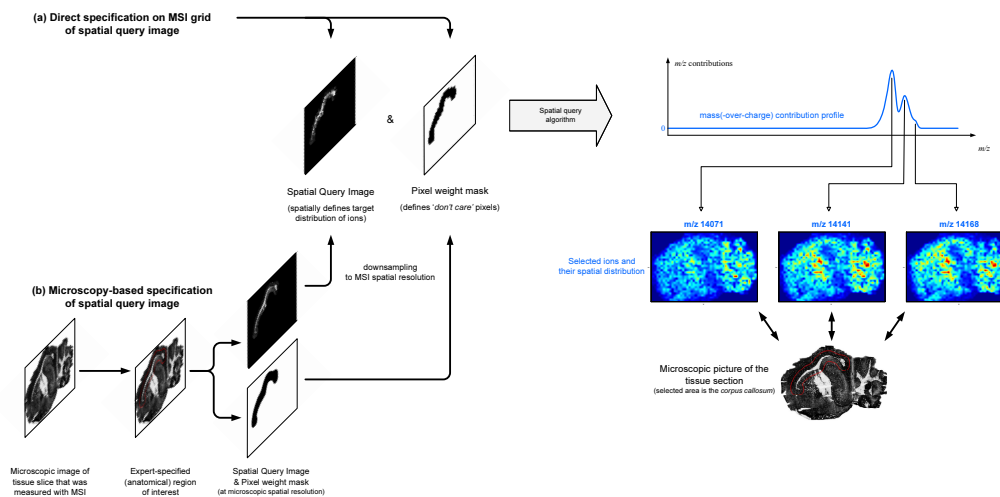 (a) Direct specification on MSI grid
of spatial query image
&
Spatial Query Image
(spatially defines target
distribution of ions)
Pixel weight mask
(defines ‘don't care’ pixels)
Spatial query
algorithm
m/z contributions
mass(-over-charge) contribution profile
0
m/z
m/z 14071
m/z 14141
m/z 14168
Selected ions and
their spatial distribution
downsampling
to MSI spatial resolution
(b) Microscopy-based specification
of spatial query image
Microscopic picture of the
tissue section
(selected area is the corpus callosum)
Microscopic image of
tissue slice that was
measured with MSI
Expert-specified
(anatomical) region
of interest
Spatial Query Image
& Pixel weight mask
(at microscopic spatial resolution)